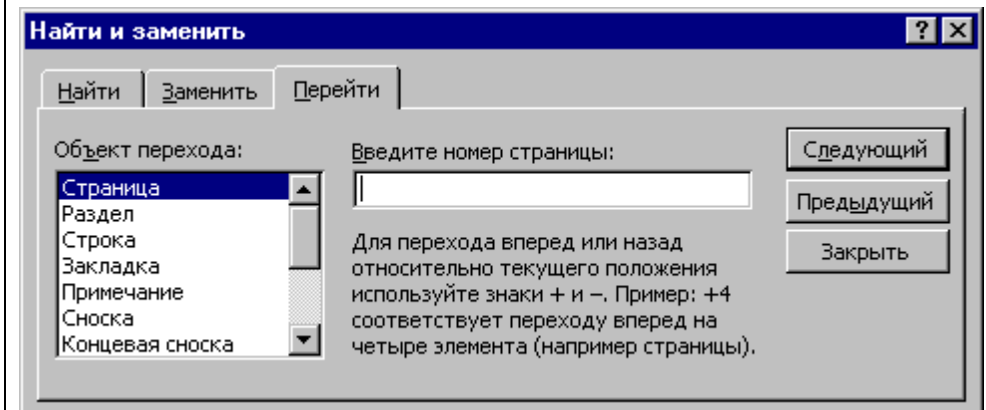 Найти и заменить
Найти
Заменить
Перейти
Объект перехода:
Страница
Раздел
Строка
Закладка
Примечание
Сноска
Концевая сноска
Введите номер страницы:
Для перехода вперед или назад
относительно текущего положения
используйте знаки + и –. Пример: +4
соответствует переходу вперед на
четыре элемента (например страницы).
Следующий
Предыдущий
Закрыть